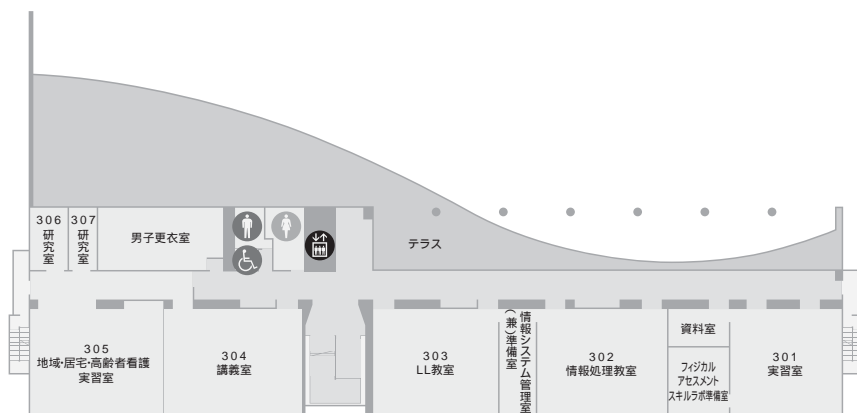 306
研究室
307
研究室
男子更衣室
テラス
305
地域・居宅・高齢者看護
実習室
304
講義室
303
LL教室
情報システム管理室
(兼)準備室
302
情報処理教室
資料室
フィジカル
アセスメント
スキルラボ準備室
301
実習室